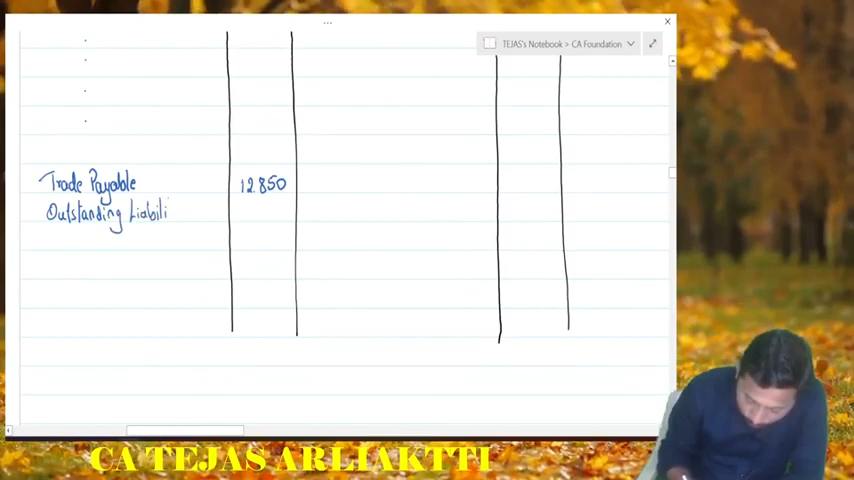 ...
TEJAS's Notebook > CA Foundation
Trade Payable 12.850
Outstanding Liabili
CA TEJAS ARLIAKTTI